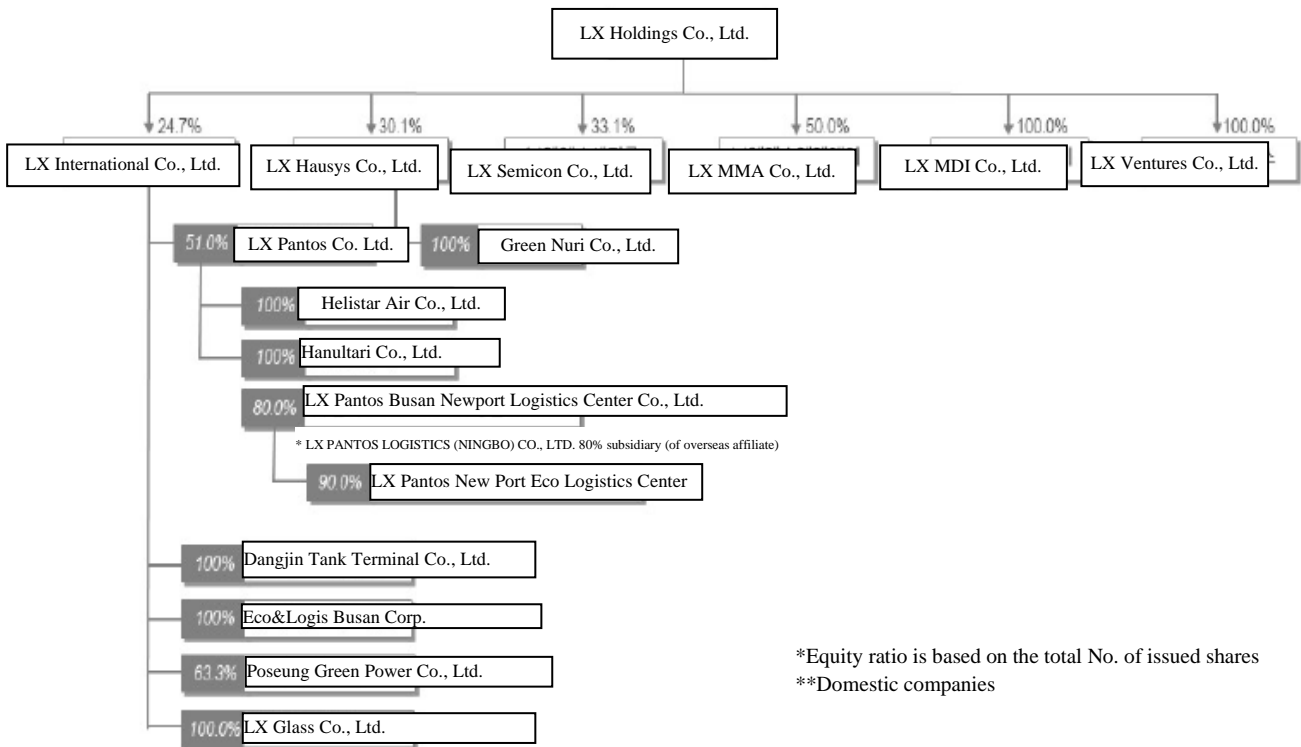 LX Holdings Co., Ltd.
24.7%
30.1%
33.1%
50.0%
100.0%
100.0%
LX International Co., Ltd.
LX Hausys Co., Ltd.
LX Semicon Co., Ltd.
LX MMA Co., Ltd.
LX MDI Co., Ltd.
LX Ventures Co., Ltd.
51.0%
LX Pantos Co. Ltd.
100%
Green Nuri Co., Ltd.
100%
Helistar Air Co., Ltd.
100%
Hanultari Co., Ltd.
80.0%
LX Pantos Busan Newport Logistics Center Co., Ltd.
* LX PANTOS LOGISTICS (NINGBO) CO., LTD. 80% subsidiary (of overseas affiliate)
90.0%
LX Pantos New Port Eco Logistics Center
100%
Dangjin Tank Terminal Co., Ltd.
100%
Eco&Logis Busan Corp.
63.3%
Poseung Green Power Co., Ltd.
100.0%
LX Glass Co., Ltd.
*Equity ratio is based on the total No. of issued shares
**Domestic companies